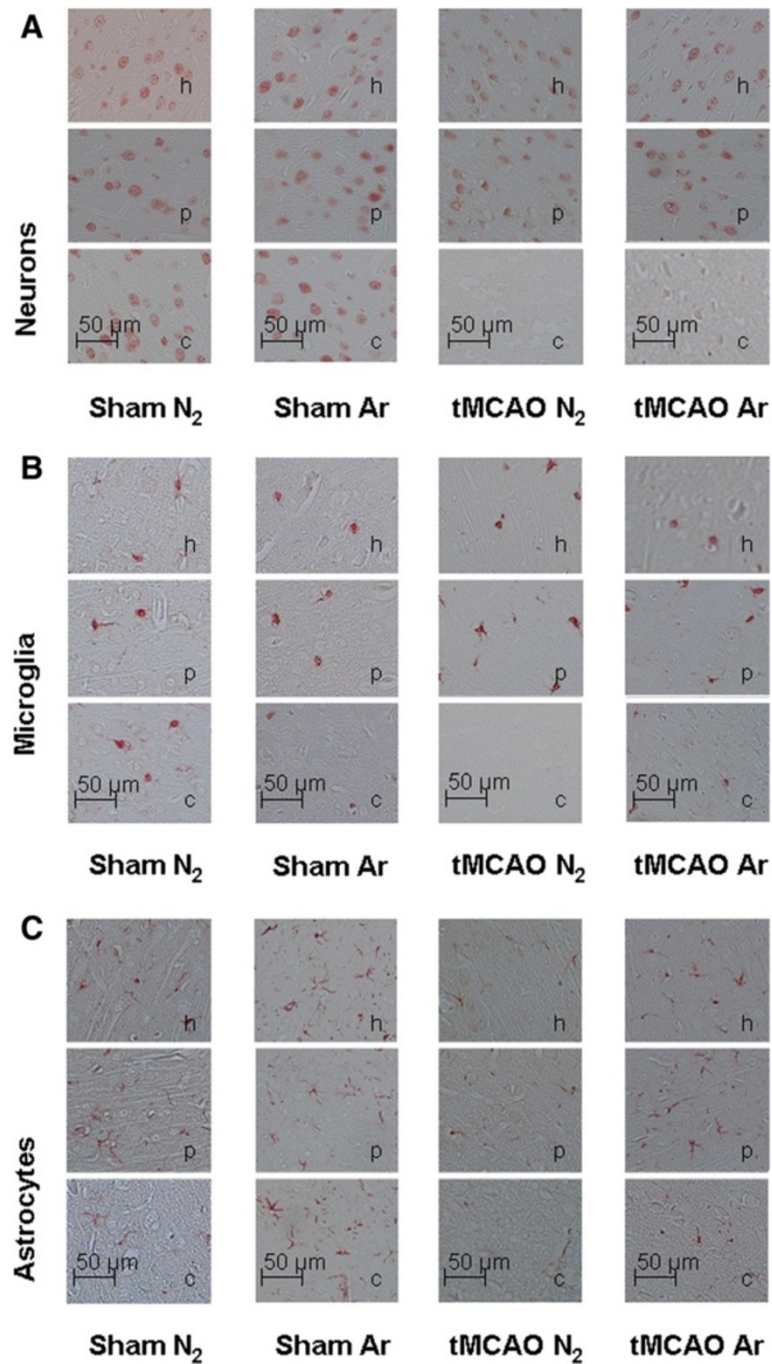 A
Neurons
h h h h
p p p p
50 µm c 50 µm c 50 µm c 50 µm c
Sham N₂ Sham Ar tMCAO N₂ tMCAO Ar
B
Microglia
h h h h
p p p p
50 µm c 50 µm c 50 µm c 50 µm c
Sham N₂ Sham Ar tMCAO N₂ tMCAO Ar
C
Astrocytes
h h h h
p p p p
50 µm c 50 µm c 50 µm c 50 µm c
Sham N₂ Sham Ar tMCAO N₂ tMCAO Ar